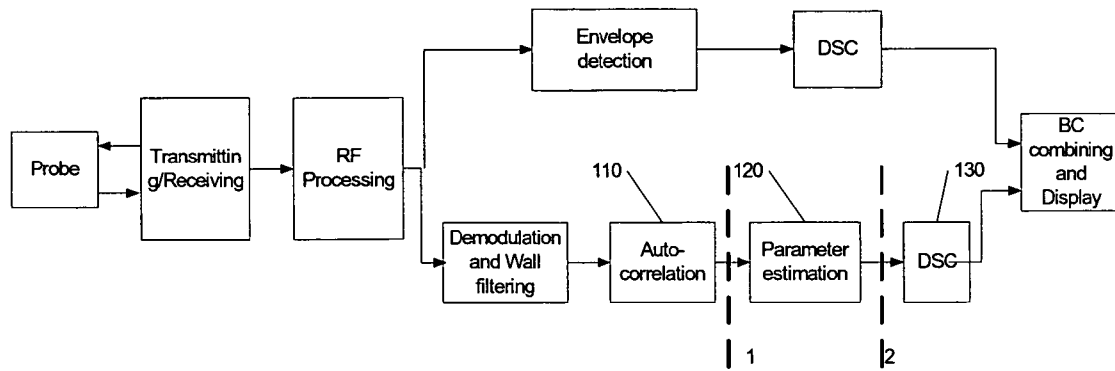 Envelope
detection
DSC
Probe
Transmittin
g/Receiving
RF
Processing
BC
combining
and
Display
110
120
130
Demodulation
and Wall
filtering
Auto-
correlation
Parameter
estimation
DSC
1
2